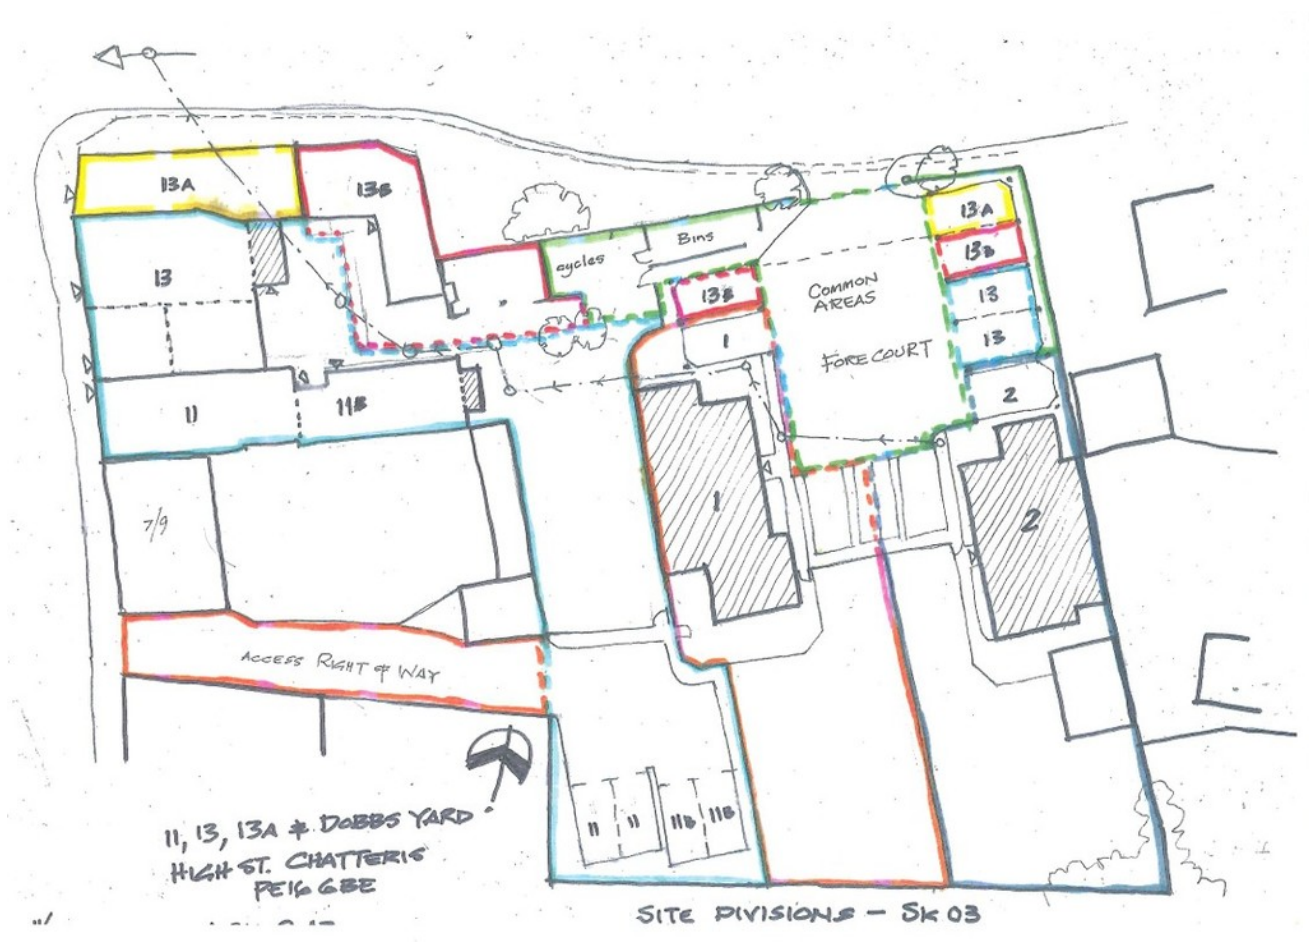 13A
13B
13
cycles
Bins
13A
13B
13B
13
COMMON
AREAS
1
13
FORECOURT
11
11B
2
7/9
1
2
ACCESS RIGHT OF WAY
11 11 11B 11B
11, 13, 13A & DOBBS YARD
HIGH ST. CHATTERIS
PE16 6BE
SITE DIVISIONS - SK 03